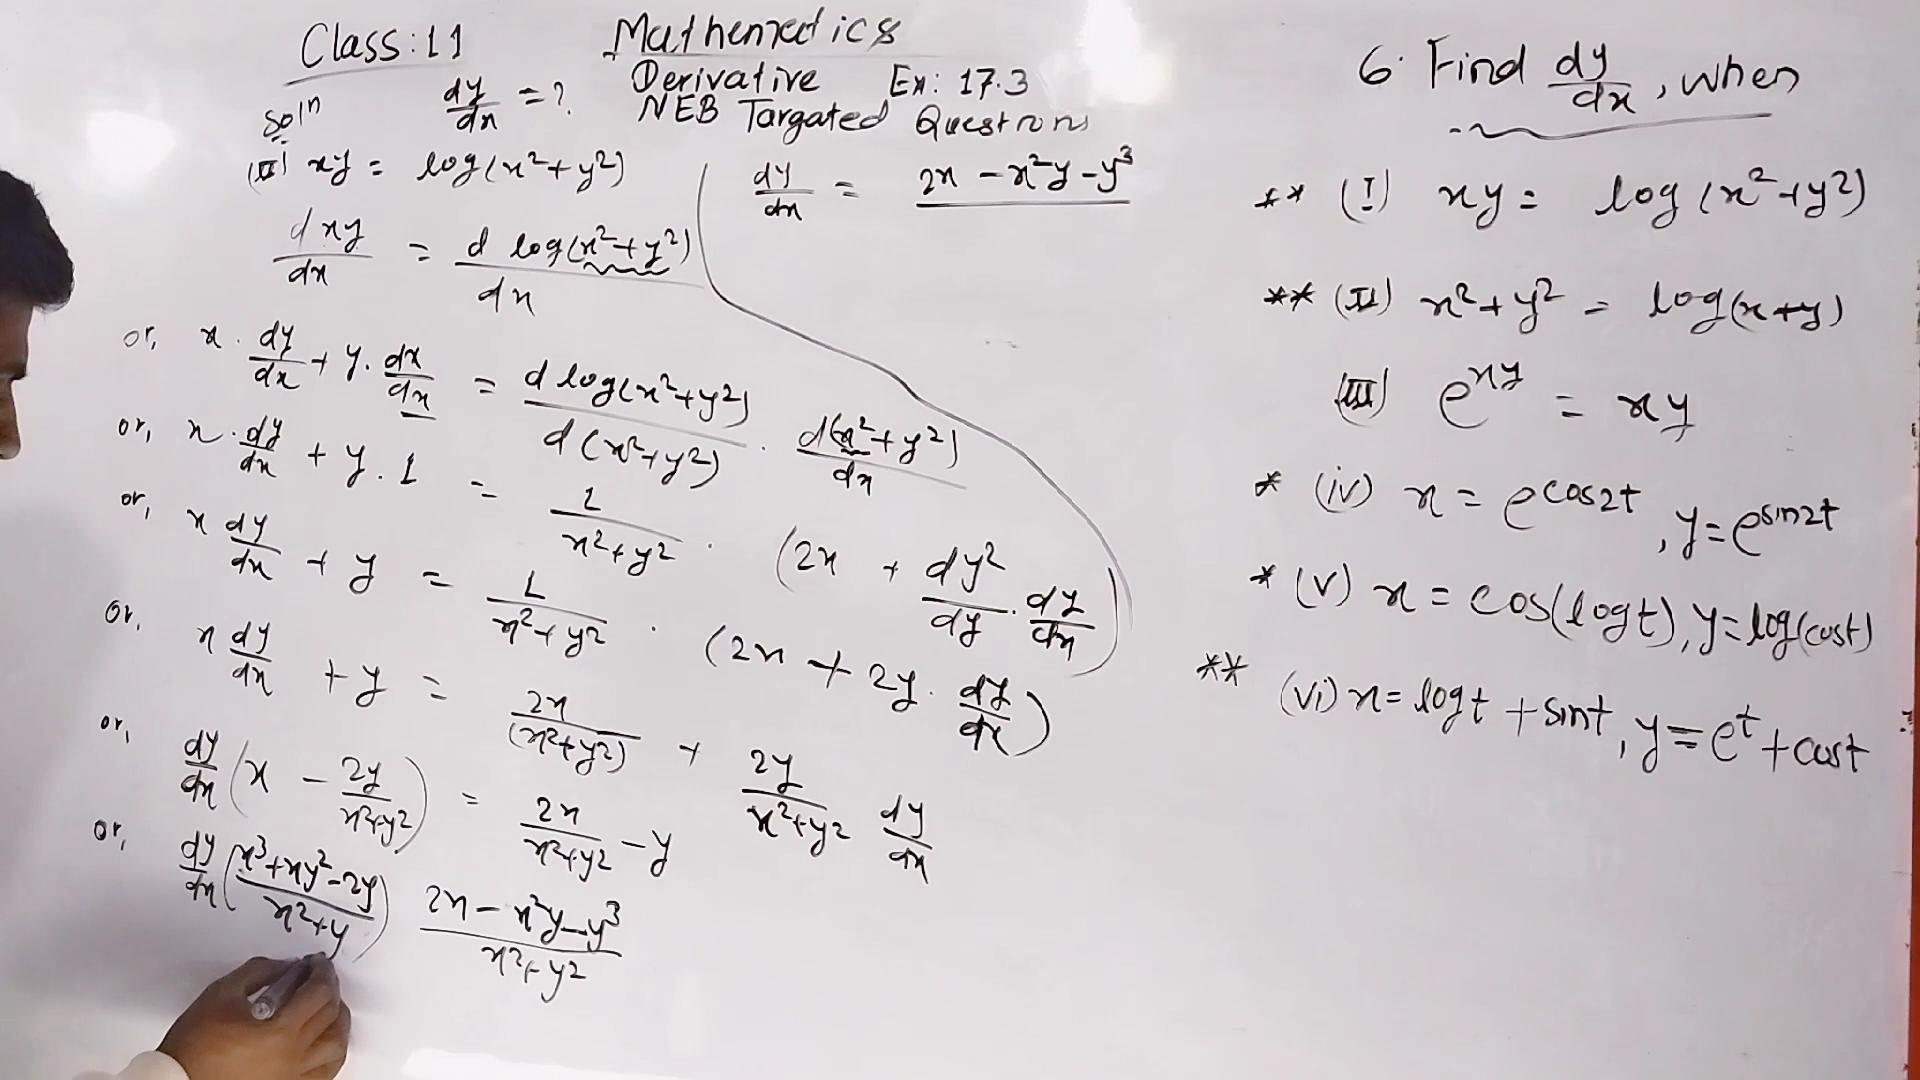 Class: 11
Mathematics
Derivative Ex: 17.3
NEB Targated Questions
Soln
dy/dx = ?
(II) xy = log(x²+y²)
dxy/dx = d log(x²+y²)/dx
or, x · dy/dx + y · dx/dx = d log(x²+y²)/d(x²+y²) · d(x²+y²)/dx
or, x · dy/dx + y . 1 = 1/x²+y² · (2x + dy²/dy · dy/dx)
or, x dy/dx + y = 1/x²+y² · (2x + 2y · dy/dx)
or, x dy/dx + y = 2x/(x²+y²) + 2y/x²+y² dy/dx
or, dy/dx (x - 2y/x²+y²) = 2x/x²+y² - y
or, dy/dx (x³+xy²-2y/x²+y) 2x - x²y - y³/x²+y²
dy/dx = 2x - x²y - y³
6. Find dy/dx, when
** (I) xy = log(x²+y²)
** (II) x²+y² = log(x+y)
(III) e^xy = xy
* (iv) x = e^cos2t, y = e^sin2t
* (v) x = cos(logt), y = log(cost)
** (vi) x = logt + sint, y = e^t + cost